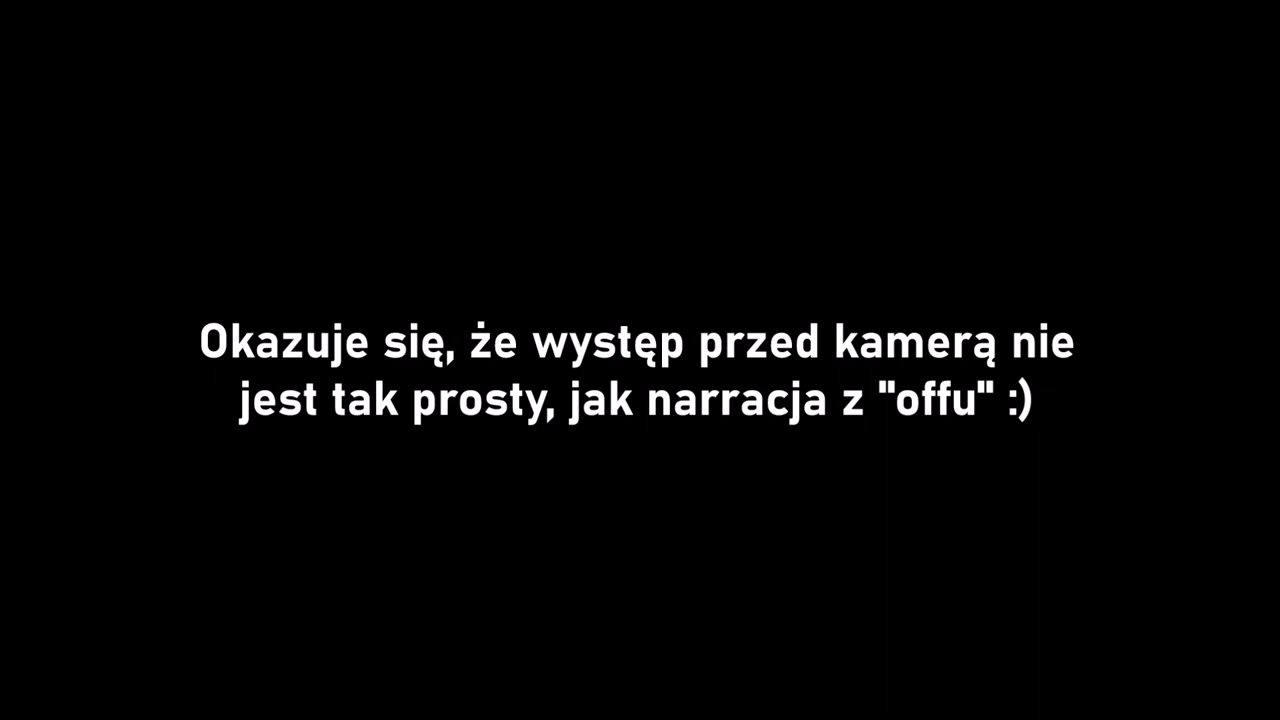 Okazuje się, że występ przed kamerą nie
jest tak prosty, jak narracja z "offu" :)